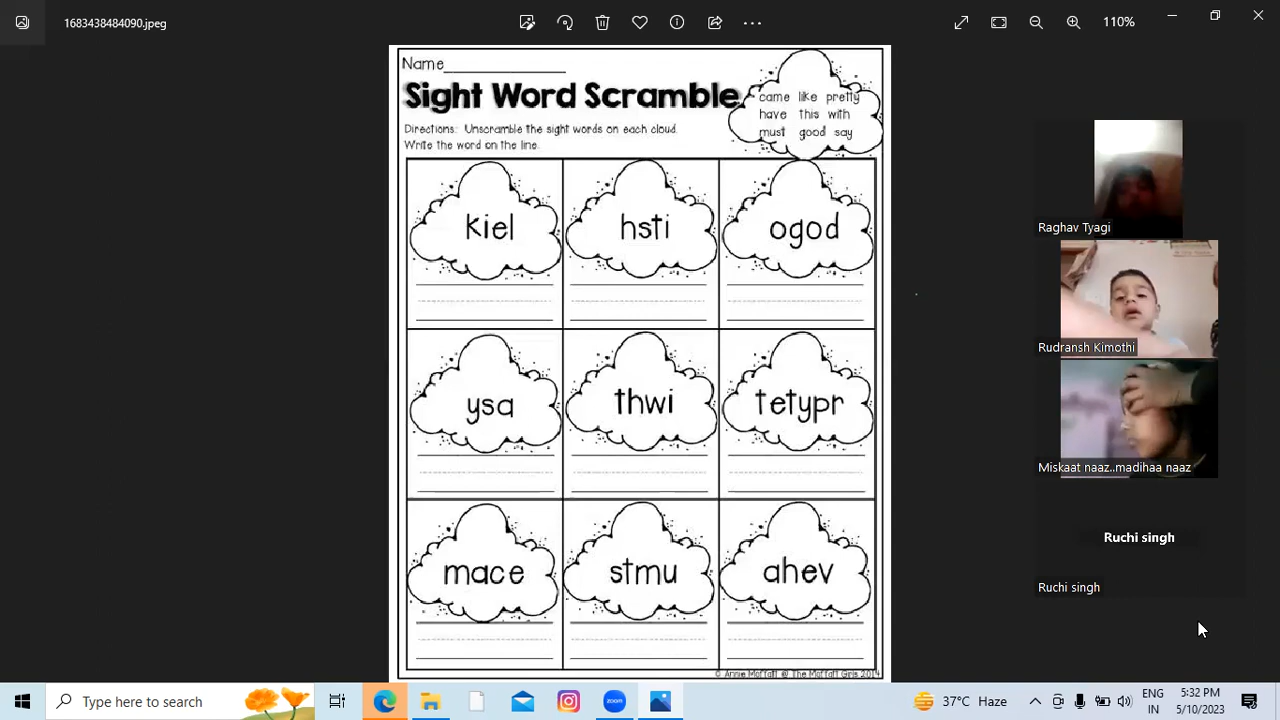 1683438484090.jpeg
110%
Name
Sight Word Scramble
came like pretty
have this with
must good say
Directions: Unscramble the sight words on each cloud.
Write the word on the line.
kiel hsti ogod
ysa thwi tetypr
mace stmu ahev
© Annie Moffatt @ The Moffatt Girls 2014
Raghav Tyagi
Rudransh Kimothi
Miskaat naaz..madihaa naaz
Ruchi singh
Ruchi singh
Type here to search
zoom
37°C Haze
ENG
IN
5:32 PM
5/10/2023